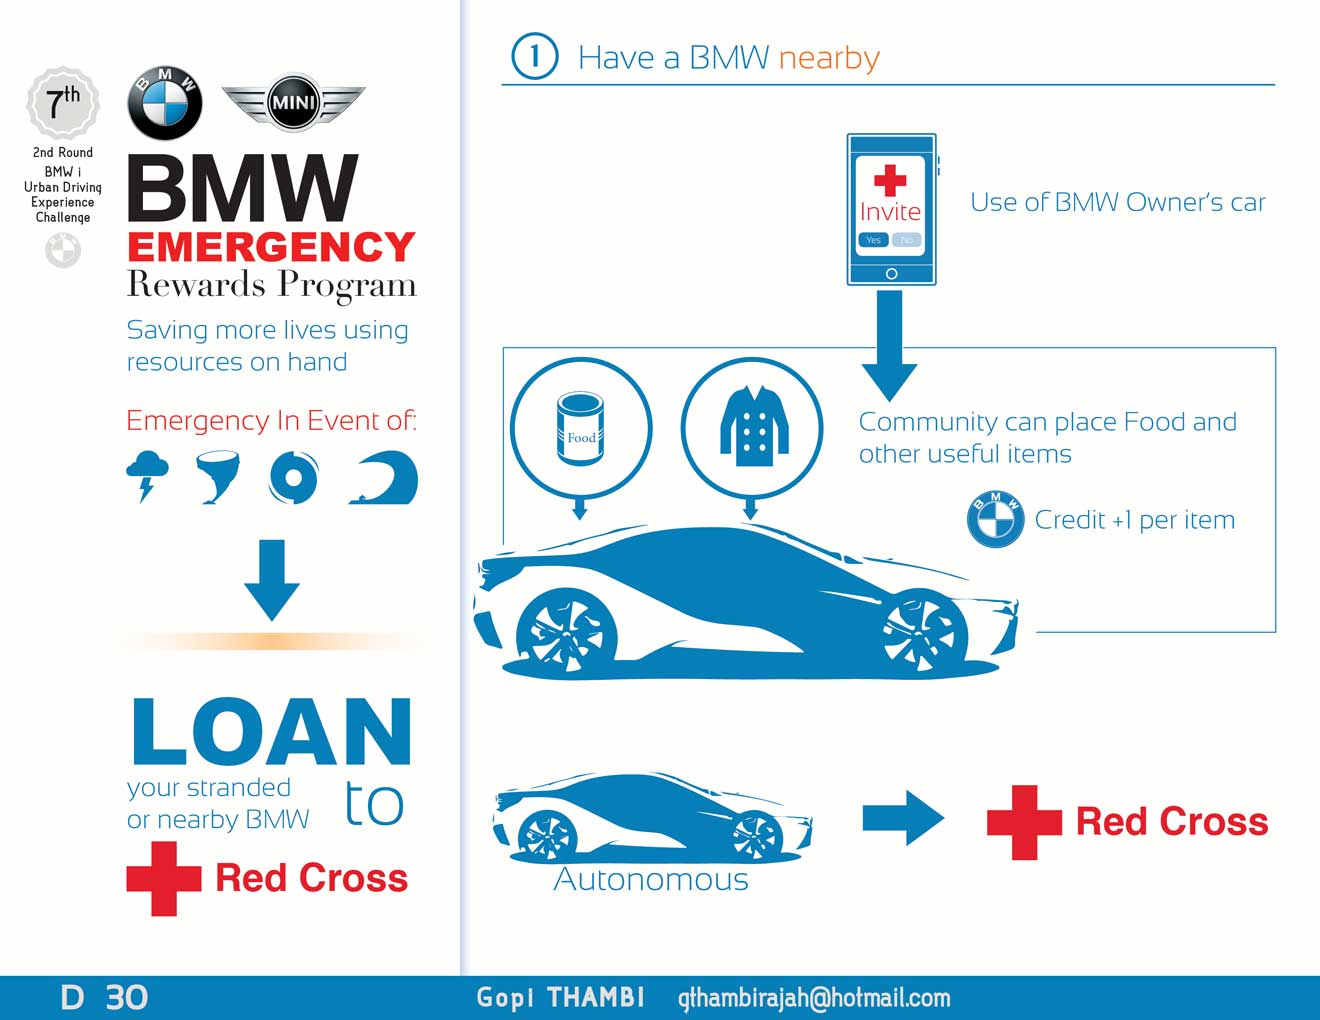 7th
2nd Round
BMW i
Urban Driving
Experience
Challenge
BMW
BMW
MINI
BMW
EMERGENCY
Rewards Program
Saving more lives using
resources on hand
Emergency In Event of:
LOAN
your stranded
or nearby BMW
to
Red Cross
1 Have a BMW nearby
Invite
Yes No
Use of BMW Owner's car
Food
Community can place Food and
other useful items
BMW
Credit +1 per item
Autonomous
Red Cross
D 30
GopI THAMBI gthambirajah@hotmail.com